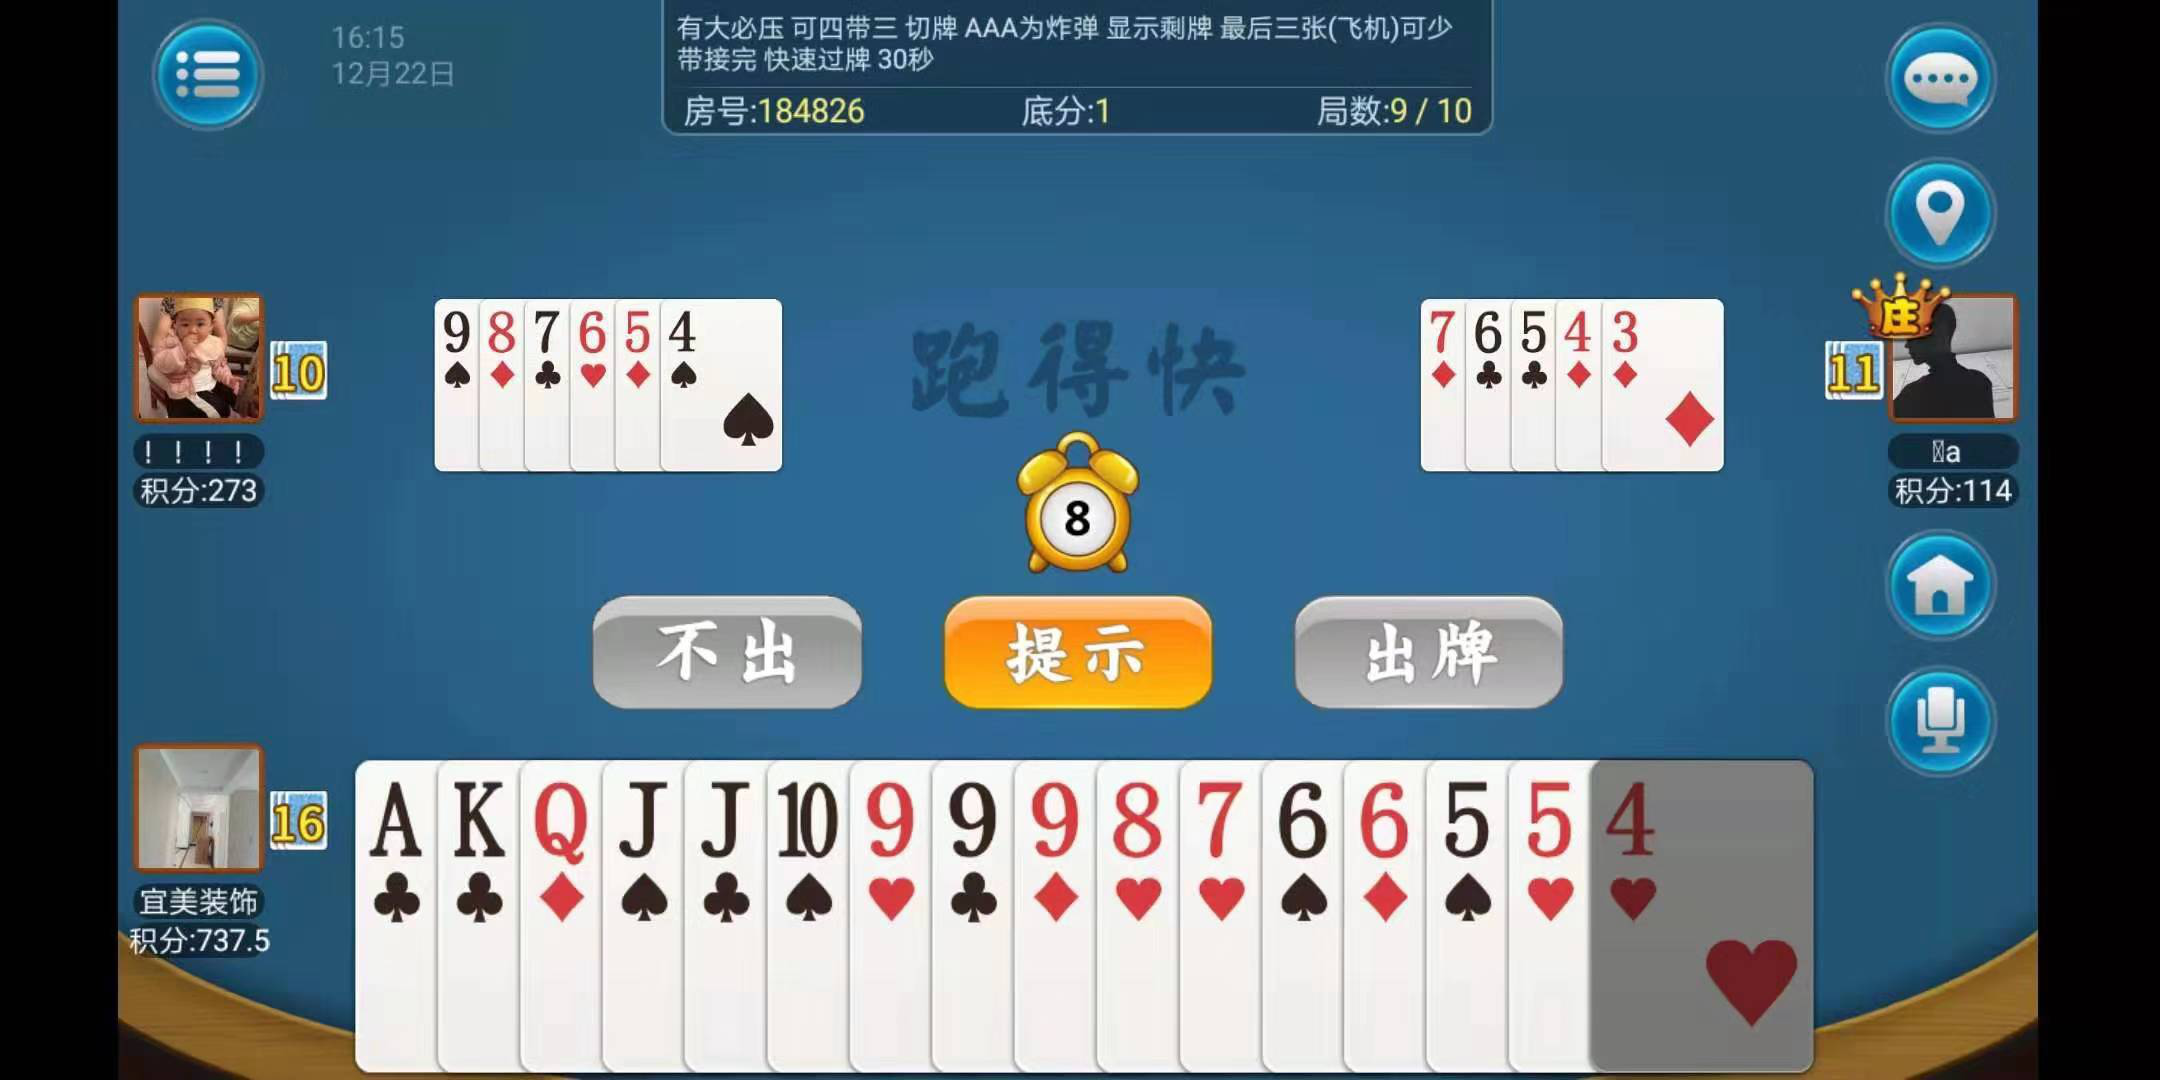 16:15
12月22日
有大必压 可四带三 切牌 AAA为炸弹 显示剩牌 最后三张(飞机)可少
带接完 快速过牌 30秒
房号:184826 底分:1 局数:9 / 10
10
9 8 7 6 5 4
跑得快
7 6 5 4 3
庄
11
！！！！
积分:273
a
积分:114
8
不出 提示 出牌
16
宜美装饰
积分:737.5
A K Q J J 10 9 9 9 8 7 6 6 5 5 4